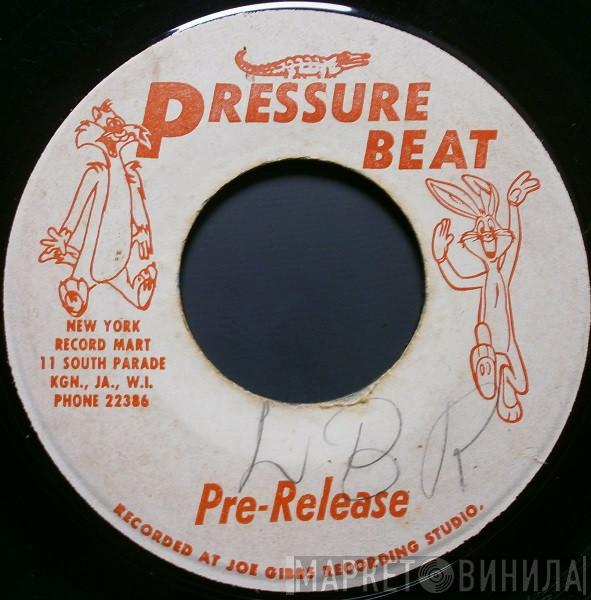 PRESSURE
BEAT
NEW YORK
RECORD MART
11 SOUTH PARADE
KGN., JA., W.I.
PHONE 22386
L.B.R.
Pre-Release
RECORDED AT JOE GIBBS RECORDING STUDIO.
МАРКЕТ ВИНИЛА